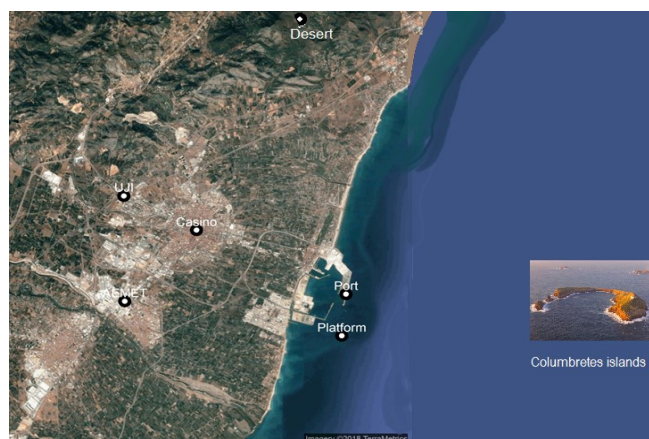 Desert
UJI
Casino
AEMET
Port
Platform
Columbretes islands
Imagery ©2018 TerraMetrics